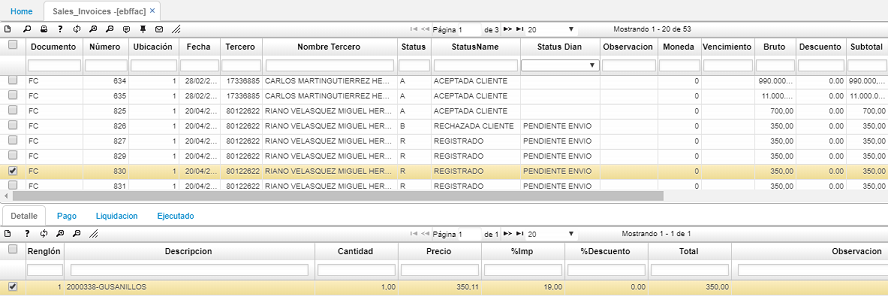 Home Sales_Invoices -[ebffac] ×
Página 1 de 3 20 Mostrando 1 - 20 de 53
Documento Número Ubicación Fecha Tercero Nombre Tercero Status StatusName Status Dian Observacion Moneda Vencimiento Bruto Descuento Subtotal
FC 634 1 28/02/2... 17336885 CARLOS MARTINGUTIERREZ HE... A ACEPTADA CLIENTE 0 990.000.... 0.00 990.000....
FC 635 1 28/02/2... 17336885 CARLOS MARTINGUTIERREZ HE... A ACEPTADA CLIENTE 0 11.000.0... 0.00 11.000.0...
FC 825 1 20/04/2... 80122622 RIANO VELASQUEZ MIGUEL HER... A ACEPTADA CLIENTE 0 700.00 0.00 700.00
FC 826 1 20/04/2... 80122622 RIANO VELASQUEZ MIGUEL HER... B RECHAZADA CLIENTE PENDIENTE ENVIO 0 350,00 0.00 350,00
FC 827 1 20/04/2... 80122622 RIANO VELASQUEZ MIGUEL HER... R REGISTRADO PENDIENTE ENVIO 0 350,00 0.00 350,00
FC 829 1 20/04/2... 80122622 RIANO VELASQUEZ MIGUEL HER... R REGISTRADO PENDIENTE ENVIO 0 350,00 0.00 350,00
FC 830 1 20/04/2... 80122622 RIANO VELASQUEZ MIGUEL HER... R REGISTRADO PENDIENTE ENVIO 0 350,00 0.00 350,00
FC 831 1 20/04/2... 80122622 RIANO VELASQUEZ MIGUEL HER... R REGISTRADO PENDIENTE ENVIO 0 350,00 0.00 350,00
Detalle Pago Liquidacion Ejecutado
Página 1 de 1 20 Mostrando 1 - 1 de 1
Renglón Descripcion Cantidad Precio %Imp %Descuento Total Observacion
1 2000338-GUSANILLOS 1,00 350,11 19,00 0.00 350,00